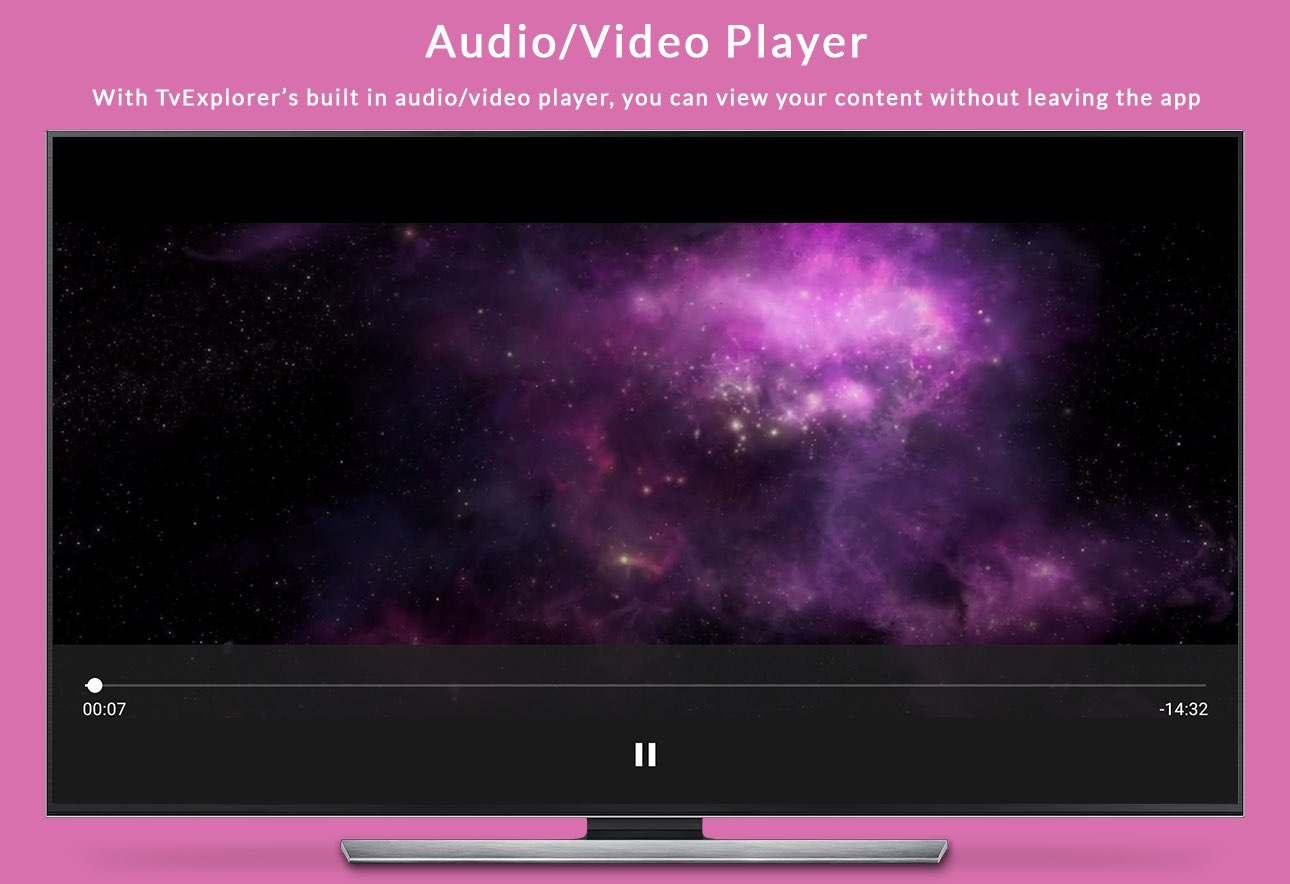 Audio/Video Player
With TvExplorer’s built in audio/video player, you can view your content without leaving the app
00:07
-14:32